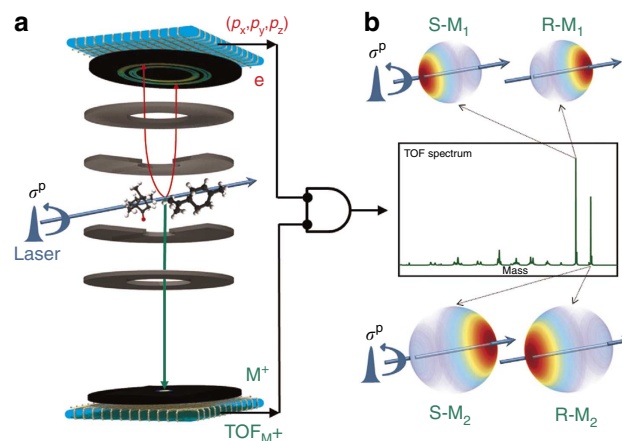 a
(px,py,pz)
e
σp
Laser
M+
TOFM+
b
S-M1
R-M1
σp
TOF spectrum
Mass
σp
S-M2
R-M2